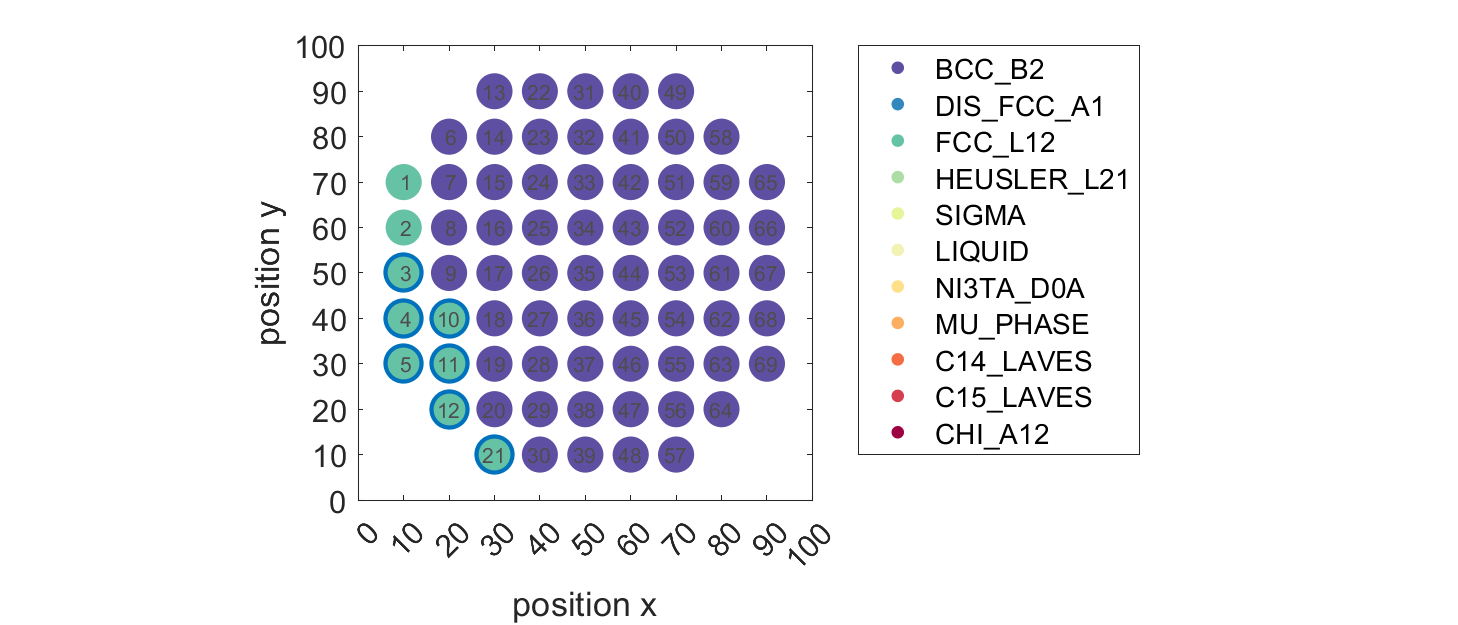 100
90
80
70
60
50
40
30
20
10
0
position y
13 22 31 40 49
6 14 23 32 41 50 58
1 7 15 24 33 42 51 59 65
2 8 16 25 34 43 52 60 66
3 9 17 26 35 44 53 61 67
4 10 18 27 36 45 54 62 68
5 11 19 28 37 46 55 63 69
12 20 29 38 47 56 64
21 30 39 48 57
0 10 20 30 40 50 60 70 80 90 100
position x
BCC_B2
DIS_FCC_A1
FCC_L12
HEUSLER_L21
SIGMA
LIQUID
NI3TA_D0A
MU_PHASE
C14_LAVES
C15_LAVES
CHI_A12